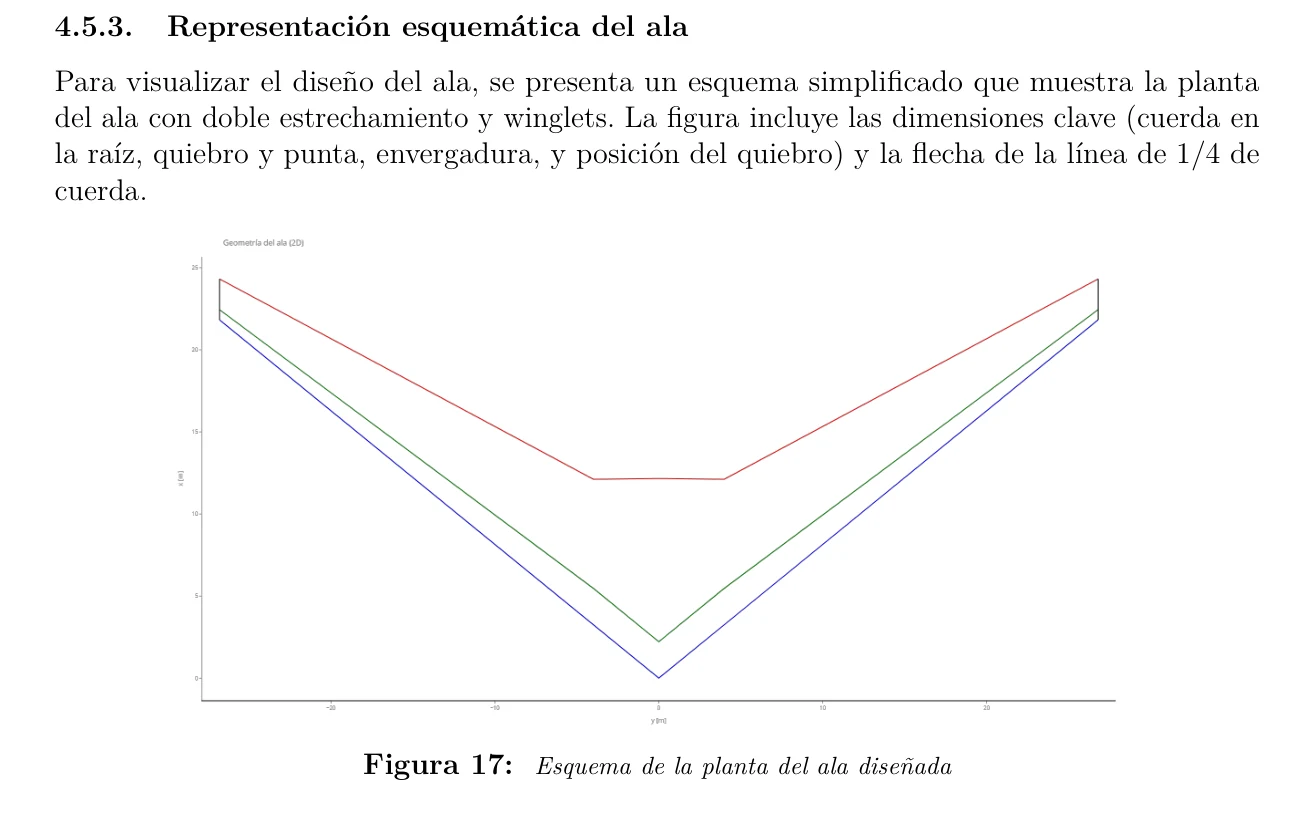 4.5.3. Representación esquemática del ala
Para visualizar el diseño del ala, se presenta un esquema simplificado que muestra la planta
del ala con doble estrechamiento y winglets. La figura incluye las dimensiones clave (cuerda en
la raíz, quiebro y punta, envergadura, y posición del quiebro) y la flecha de la línea de 1/4 de
cuerda.
Geometría del ala (2D)
25
20
15
x [m]
10
5
0
−20 −10 0 10 20
y [m]
Figura 17: Esquema de la planta del ala diseñada